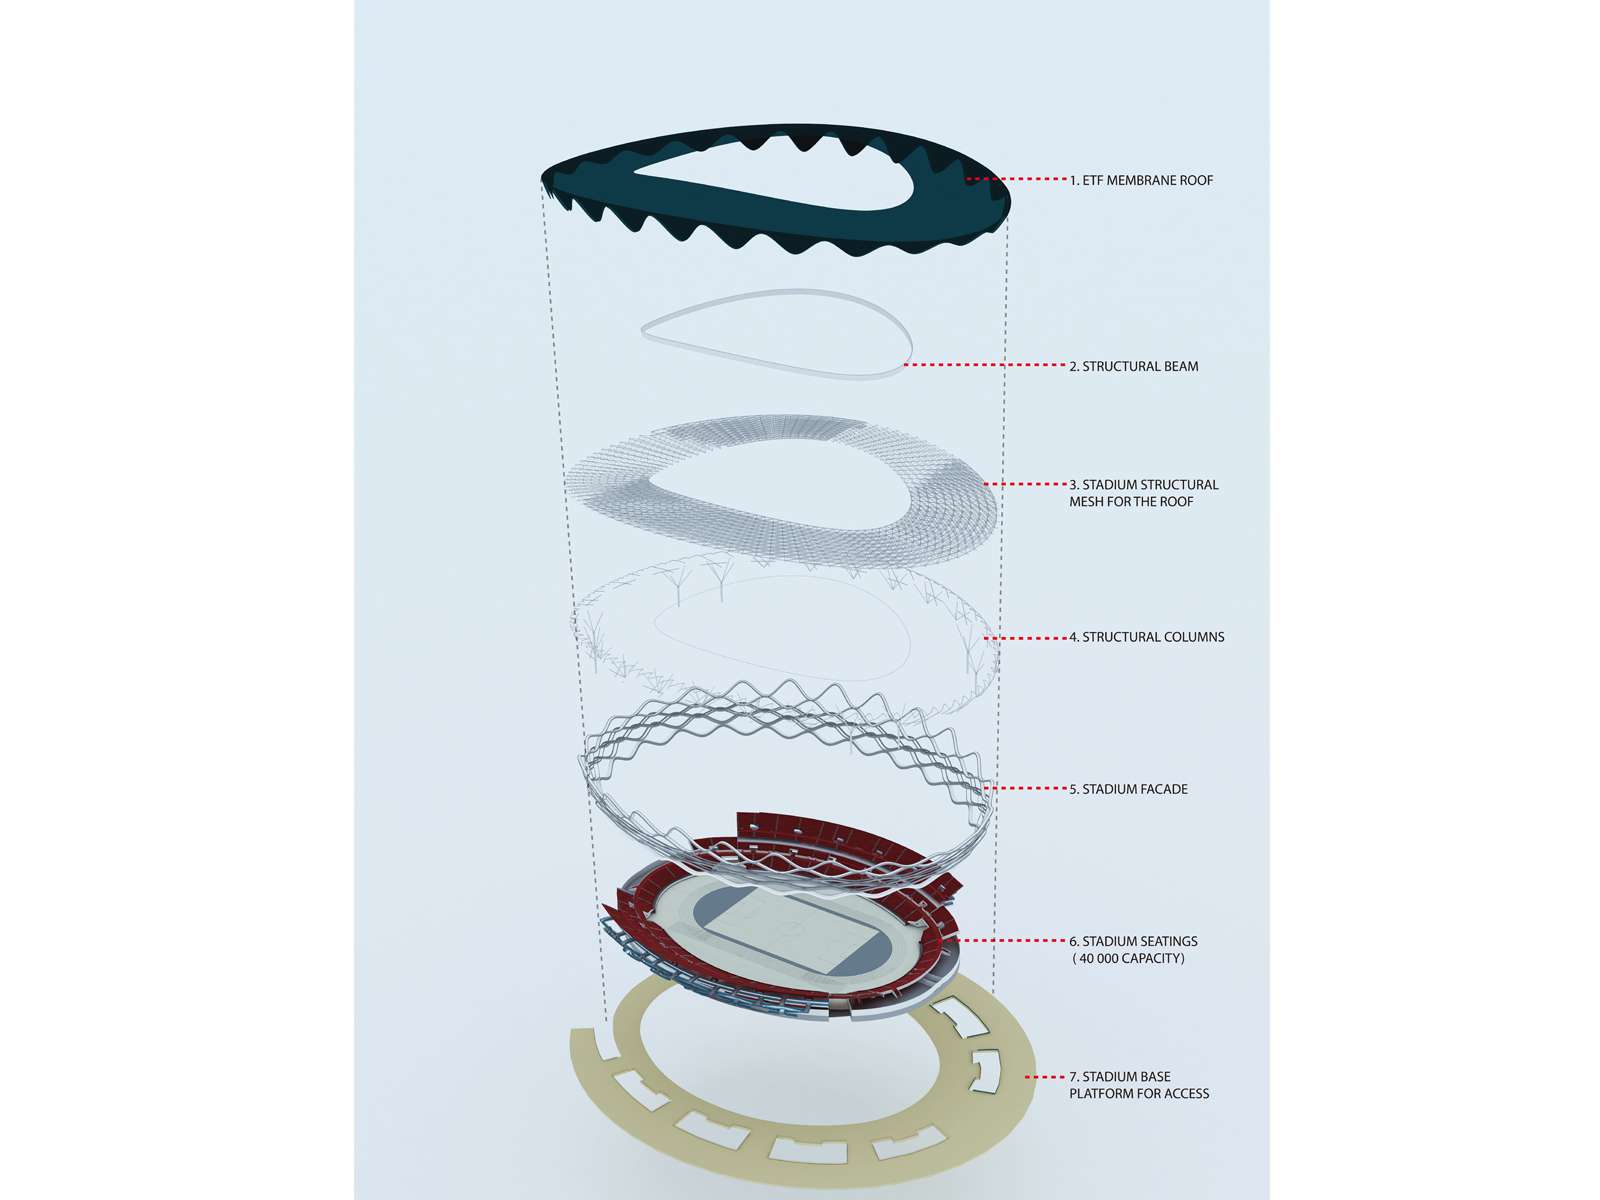 1. ETF MEMBRANE ROOF
2. STRUCTURAL BEAM
3. STADIUM STRUCTURAL
MESH FOR THE ROOF
4. STRUCTURAL COLUMNS
5. STADIUM FACADE
6. STADIUM SEATINGS
( 40 000 CAPACITY)
7. STADIUM BASE
PLATFORM FOR ACCESS